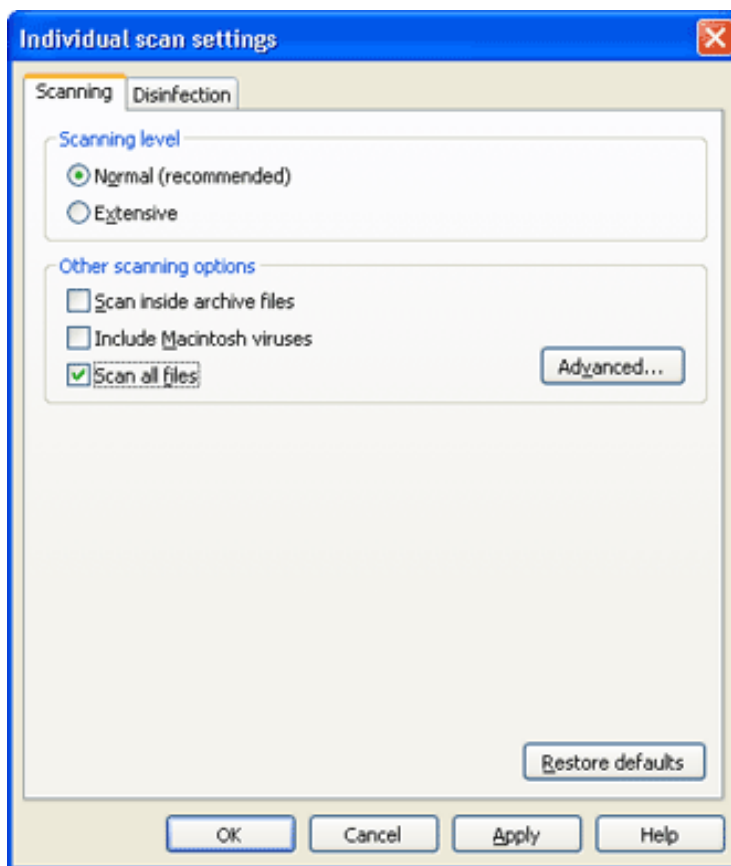 Individual scan settings
Scanning
Disinfection
Scanning level
Normal (recommended)
Extensive
Other scanning options
Scan inside archive files
Include Macintosh viruses
Scan all files
Advanced...
Restore defaults
OK
Cancel
Apply
Help